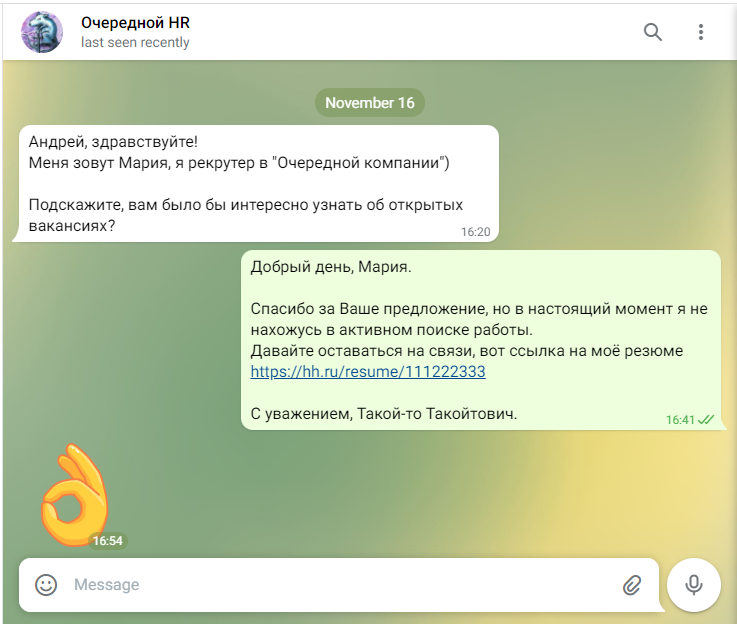 Очередной HR
last seen recently
November 16
Андрей, здравствуйте!
Меня зовут Мария, я рекрутер в "Очередной компании")
Подскажите, вам было бы интересно узнать об открытых
вакансиях?
16:20
Добрый день, Мария.
Спасибо за Ваше предложение, но в настоящий момент я не
нахожусь в активном поиске работы.
Давайте оставаться на связи, вот ссылка на моё резюме
https://hh.ru/resume/111222333
С уважением, Такой-то Такойтович.
16:41
16:54
Message